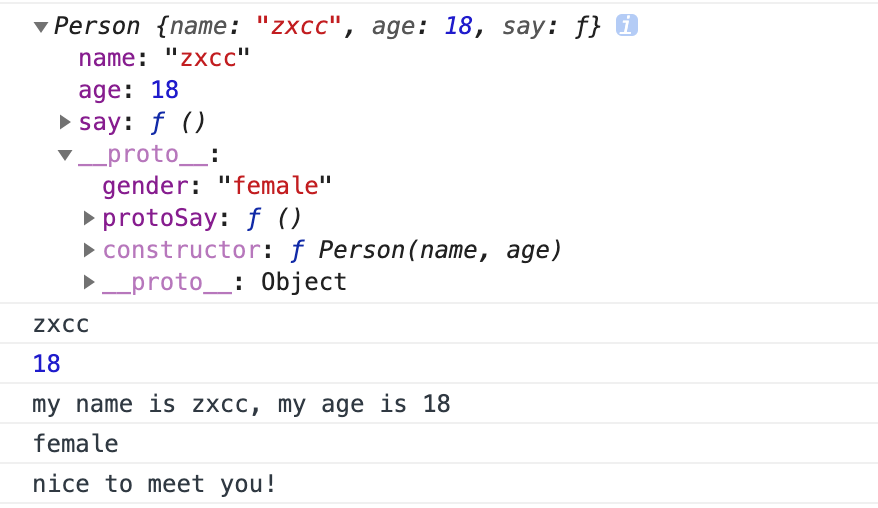 ▼Person {name: "zxcc", age: 18, say: ƒ} i
name: "zxcc"
age: 18
▶say: ƒ ()
▼__proto__:
gender: "female"
▶protoSay: ƒ ()
▶constructor: ƒ Person(name, age)
▶__proto__: Object
zxcc
18
my name is zxcc, my age is 18
female
nice to meet you!